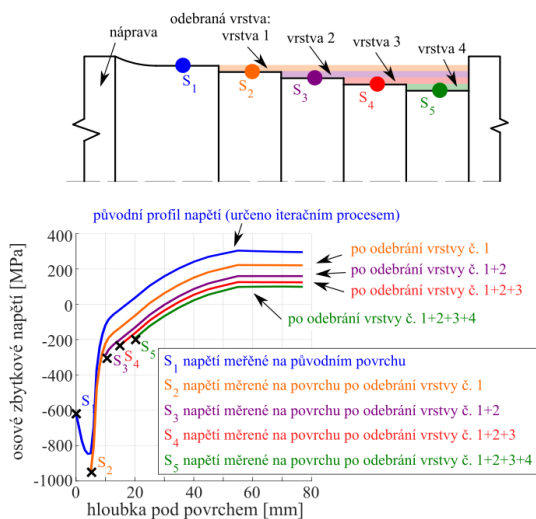 odebraná vrstva:
náprava
vrstva 1
vrstva 2
vrstva 3
vrstva 4
S1
S2
S3
S4
S5
původní profil napětí (určeno iteračním procesem)
osové zbytkové napětí [MPa]
400
200
0
-200
-400
-600
-800
-1000
po odebrání vrstvy č. 1
po odebrání vrstvy č. 1+2
po odebrání vrstvy č. 1+2+3
po odebrání vrstvy č. 1+2+3+4
S
S2
S3
S4
S5
S1 napětí meřěné na původním povrchu
S2 napětí měrené na povrchu po odebrání vrstvy č. 1
S3 napětí měrené na povrchu po odebrání vrstvy č. 1+2
S4 napětí měrené na povrchu po odebrání vrstvy č. 1+2+3
S5 napětí měrené na povrchu po odebrání vrstvy č. 1+2+3+4
0
20
40
60
80
hloubka pod povrchem [mm]